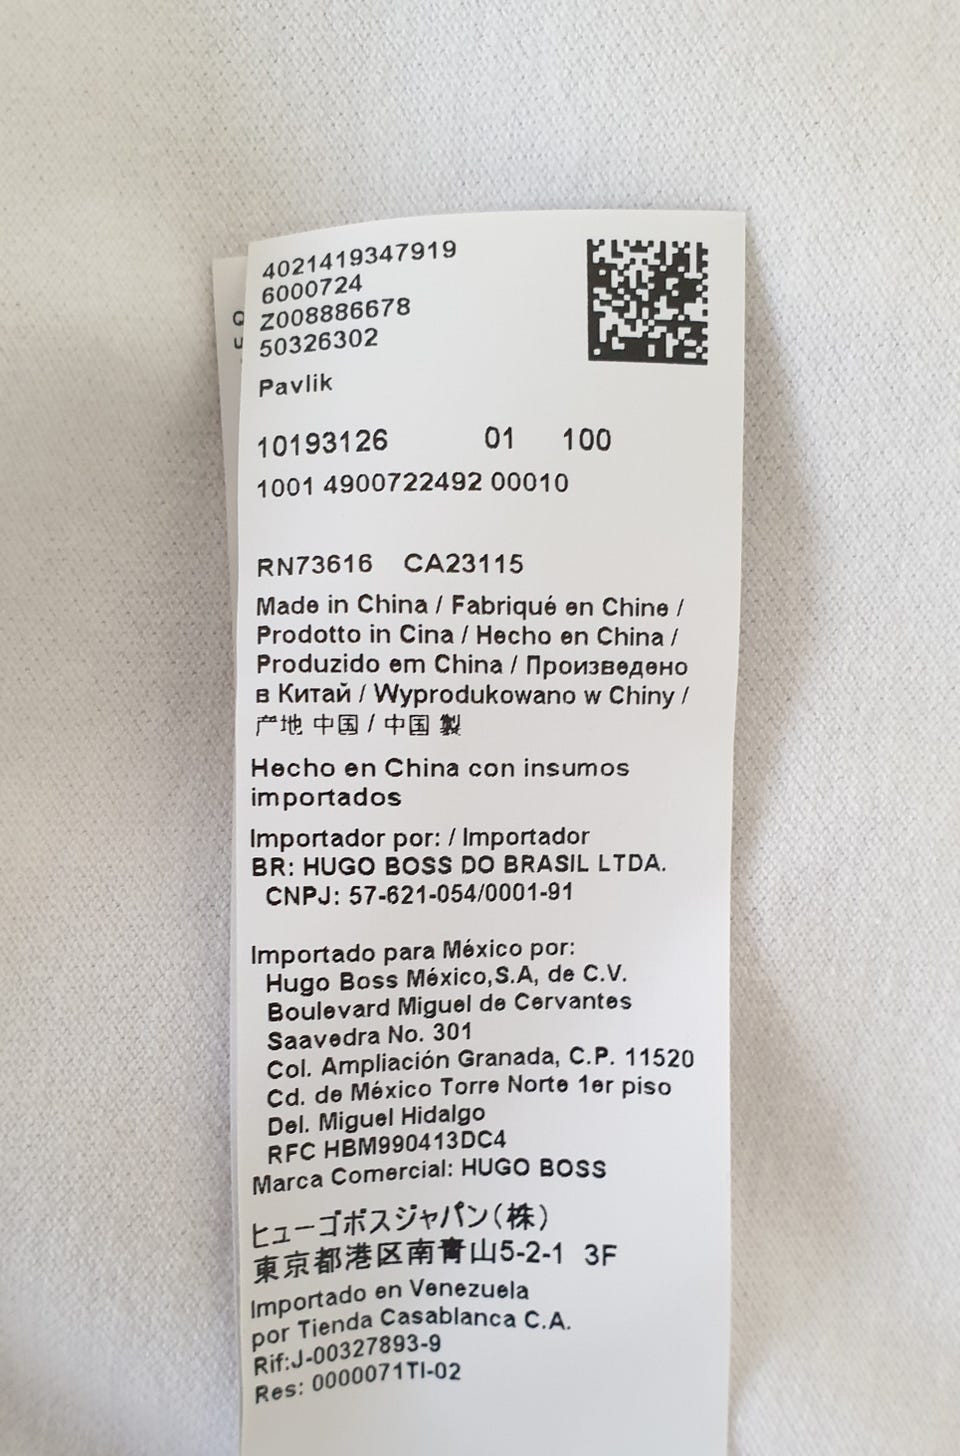 4021419347919
6000724
Z008886678
50326302
Pavlik
10193126 01 100
1001 4900722492 00010
RN73616 CA23115
Made in China / Fabriqué en Chine /
Prodotto in Cina / Hecho en China /
Produzido em China / Произведено
в Китай / Wyprodukowano w Chiny /
产地 中国 / 中国 製
Hecho en China con insumos
importados
Importador por: / Importador
BR: HUGO BOSS DO BRASIL LTDA.
CNPJ: 57-621-054/0001-91
Importado para México por:
Hugo Boss México,S.A, de C.V.
Boulevard Miguel de Cervantes
Saavedra No. 301
Col. Ampliación Granada, C.P. 11520
Cd. de México Torre Norte 1er piso
Del. Miguel Hidalgo
RFC HBM990413DC4
Marca Comercial: HUGO BOSS
ヒューゴボスジャパン(株)
東京都港区南青山5-2-1 3F
Importado en Venezuela
por Tienda Casablanca C.A.
Rif:J-00327893-9
Res: 0000071TI-02